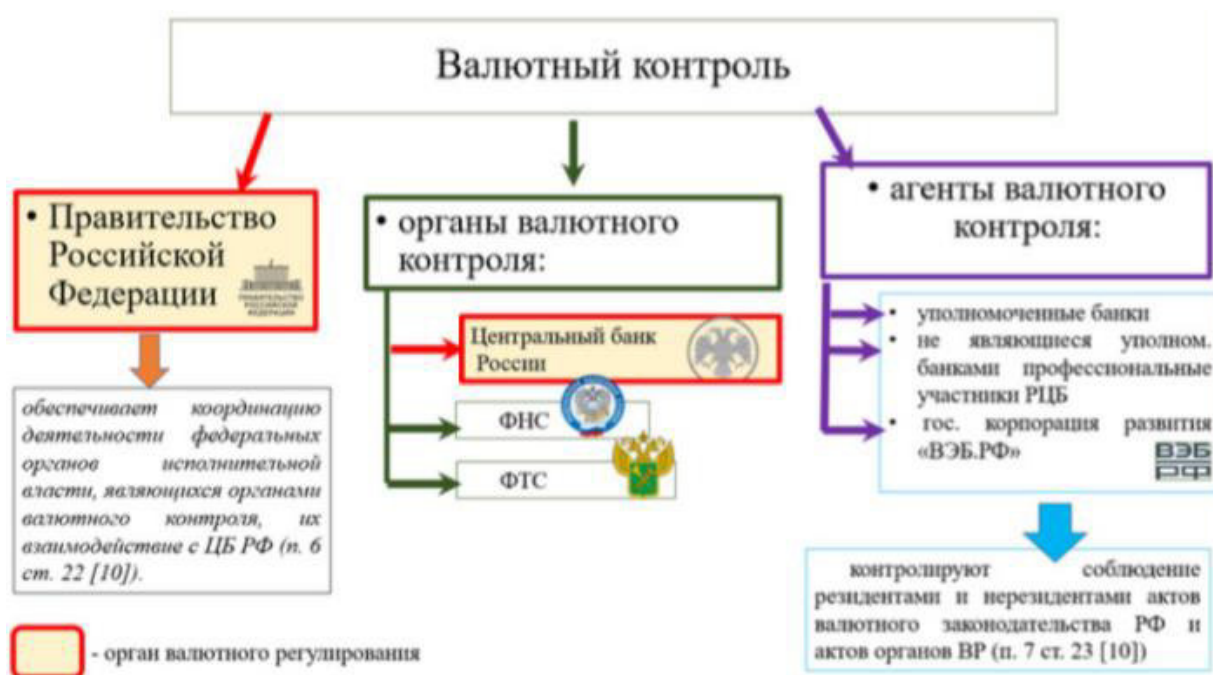 Валютный контроль
• Правительство
Российской
Федерации
ПРАВИТЕЛЬСТВО
РОССИЙСКОЙ
ФЕДЕРАЦИИ
обеспечивает координацию
деятельности федеральных
органов исполнительной
власти, являющихся органами
валютного контроля, их
взаимодействие с ЦБ РФ (п. 6
ст. 22 [10]).
• органы валютного
контроля:
Центральный банк
России
ФНС
ФТС
• агенты валютного
контроля:
• уполномоченные банки
• не являющиеся уполном.
банками профессиональные
участники РЦБ
• гос. корпорация развития
«ВЭБ.РФ»
ВЭБ
РФ
контролируют соблюдение
резидентами и нерезидентами актов
валютного законодательства РФ и
актов органов ВР (п. 7 ст. 23 [10])
- орган валютного регулирования